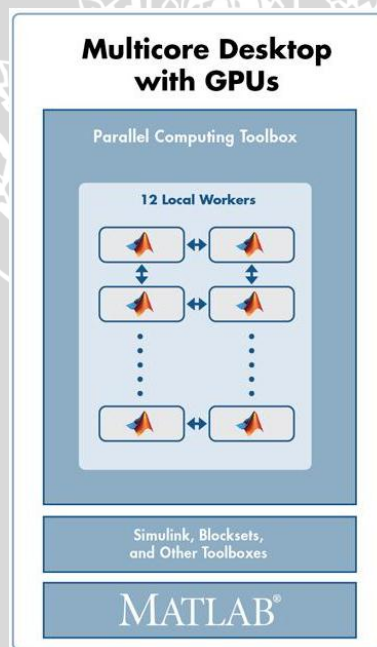 Multicore Desktop
with GPUs
Parallel Computing Toolbox
12 Local Workers
Simulink, Blocksets,
and Other Toolboxes
MATLAB®